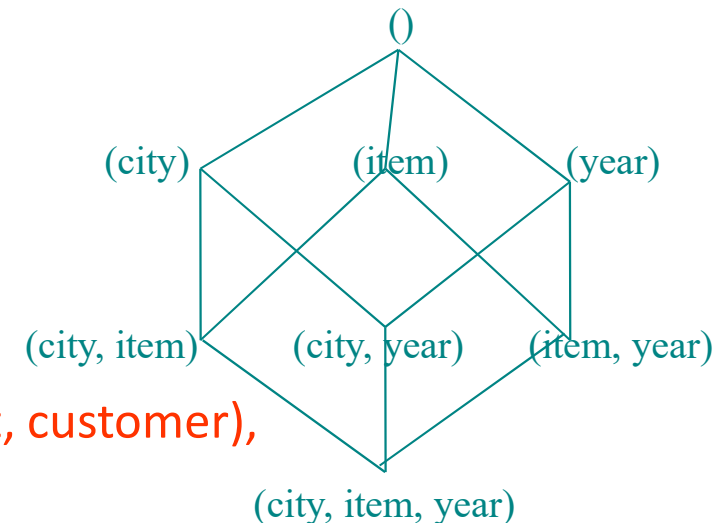 ()
(city) (item) (year)
(city, item) (city, year) (item, year)
, customer),
(city, item, year)